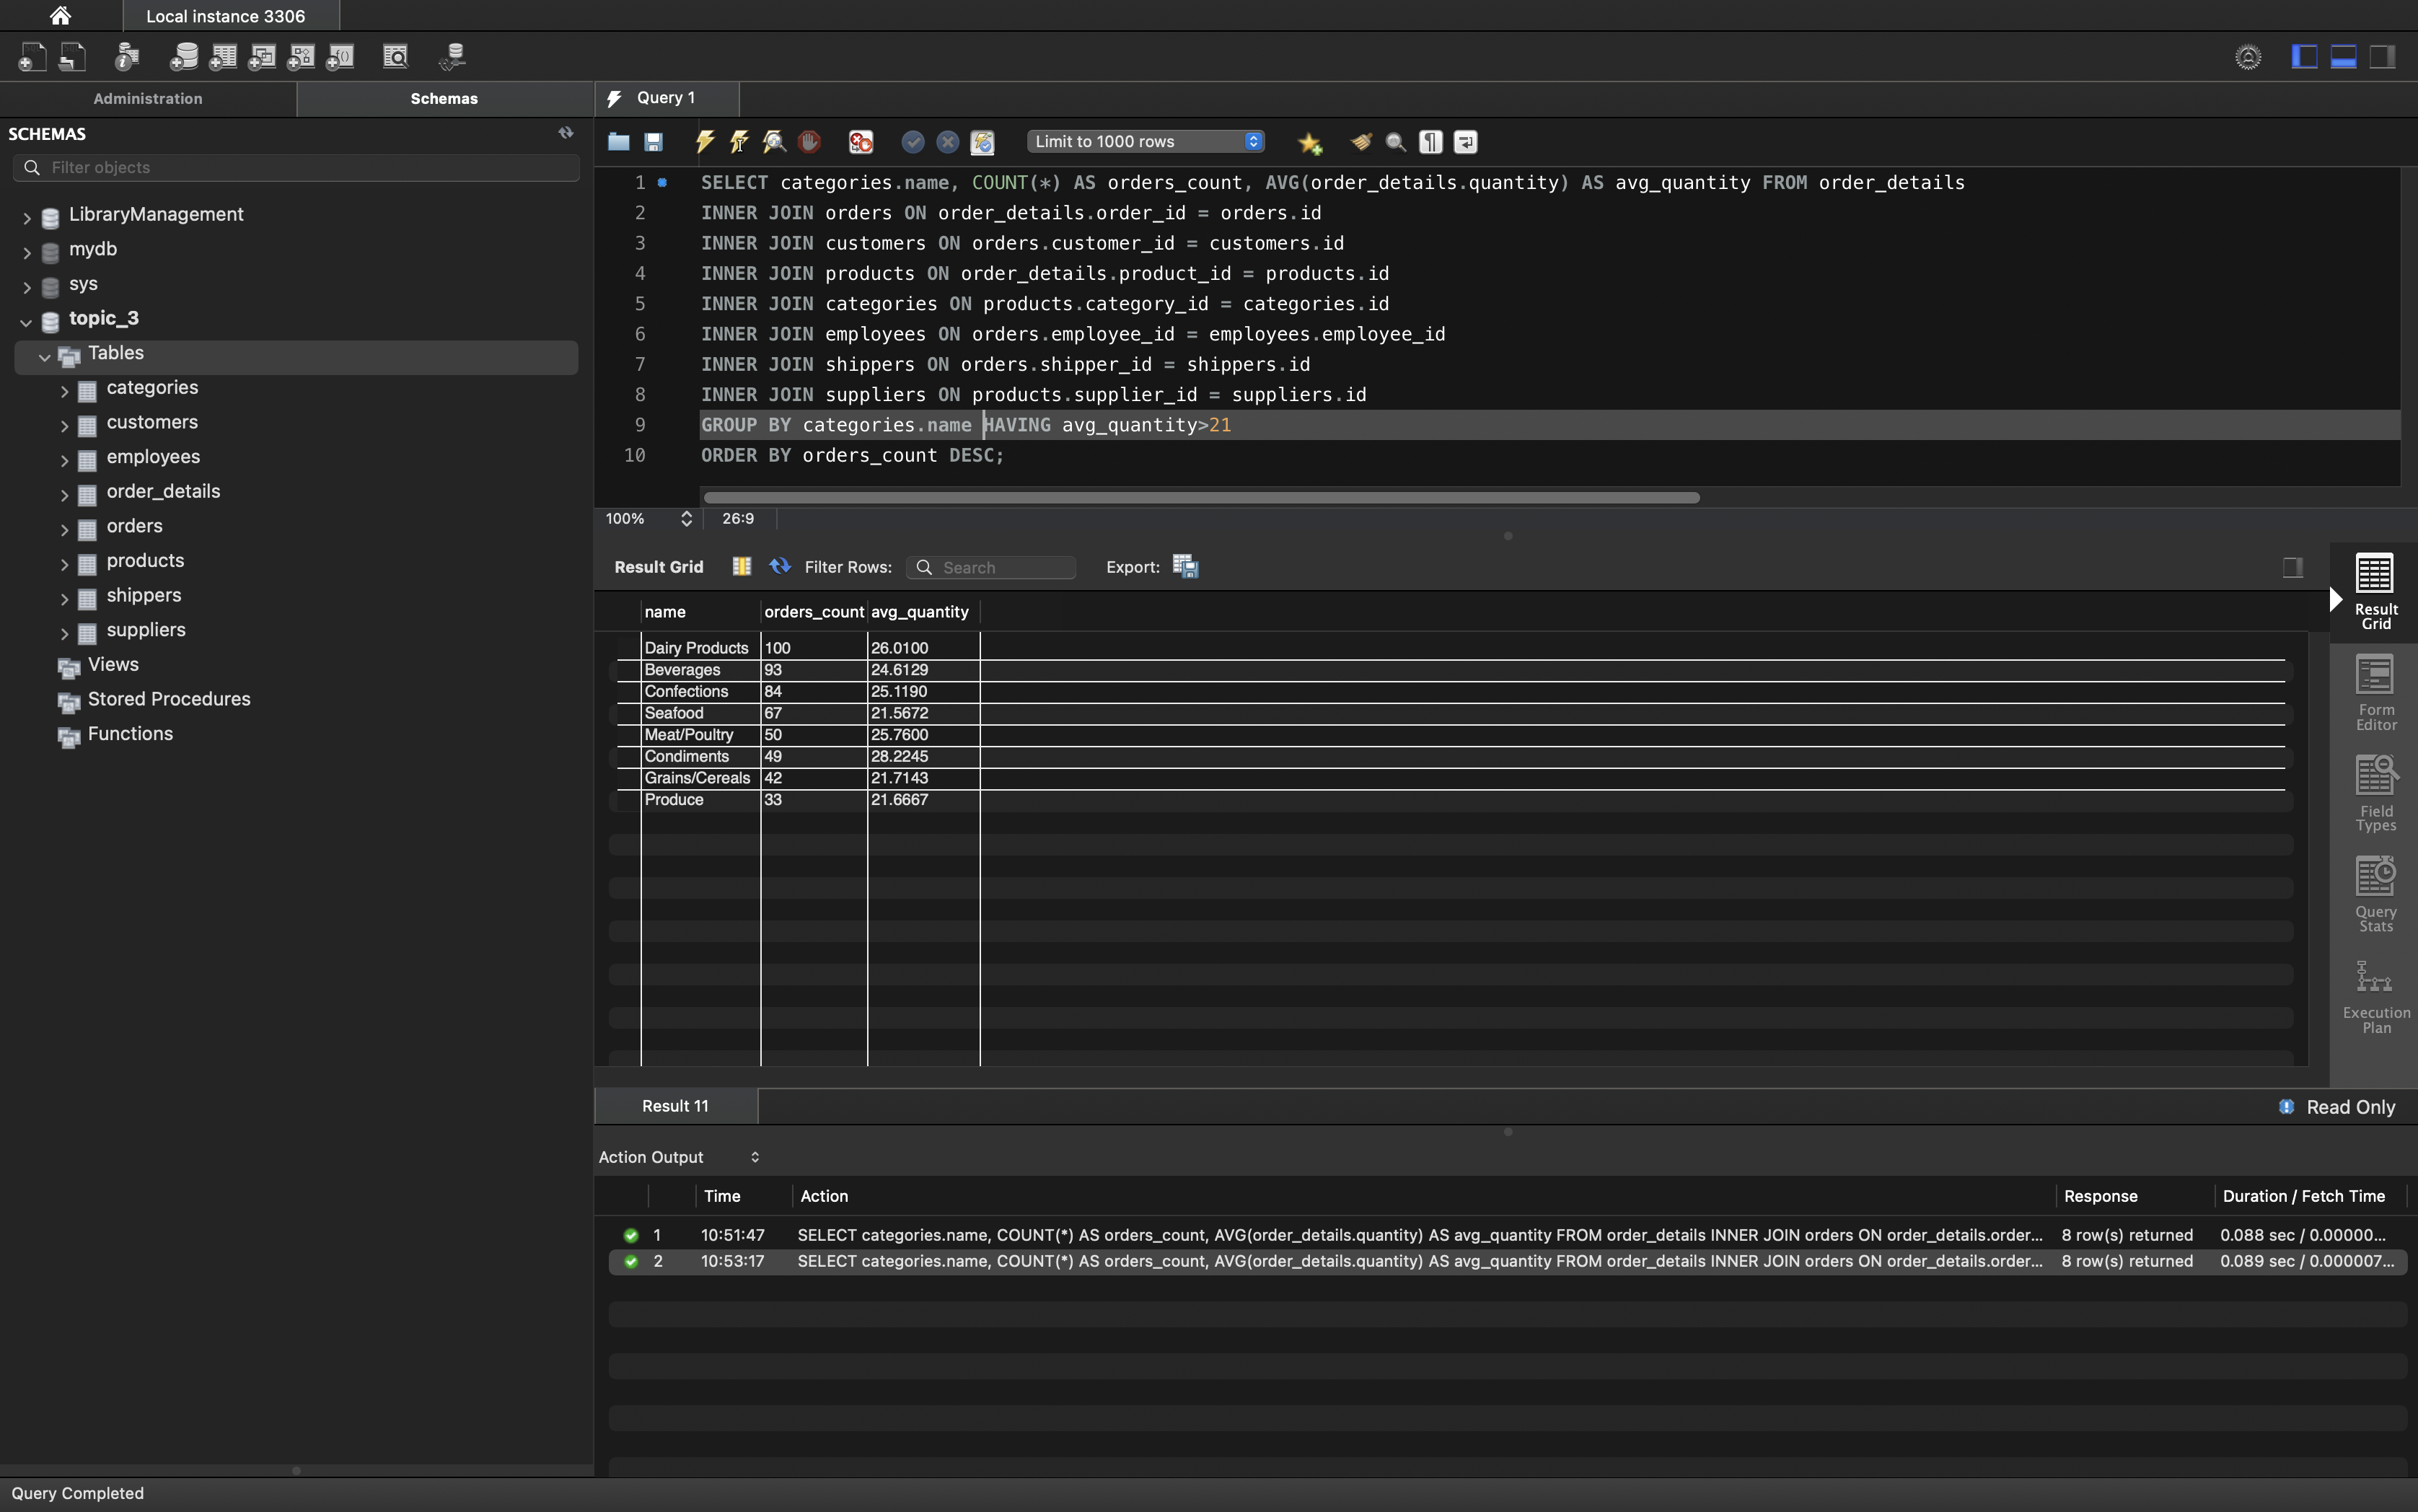 Local instance 3306
Administration
Schemas
Query 1
SCHEMAS
Filter objects
LibraryManagement
mydb
sys
topic_3
Tables
categories
customers
employees
order_details
orders
products
shippers
suppliers
Views
Stored Procedures
Functions
Limit to 1000 rows
1 SELECT categories.name, COUNT(*) AS orders_count, AVG(order_details.quantity) AS avg_quantity FROM order_details
2 INNER JOIN orders ON order_details.order_id = orders.id
3 INNER JOIN customers ON orders.customer_id = customers.id
4 INNER JOIN products ON order_details.product_id = products.id
5 INNER JOIN categories ON products.category_id = categories.id
6 INNER JOIN employees ON orders.employee_id = employees.employee_id
7 INNER JOIN shippers ON orders.shipper_id = shippers.id
8 INNER JOIN suppliers ON products.supplier_id = suppliers.id
9 GROUP BY categories.name HAVING avg_quantity>21
10 ORDER BY orders_count DESC;
100% 26:9
Result Grid Filter Rows: Search Export:
name orders_count avg_quantity
Dairy Products 100 26.0100
Beverages 93 24.6129
Confections 84 25.1190
Seafood 67 21.5672
Meat/Poultry 50 25.7600
Condiments 49 28.2245
Grains/Cereals 42 21.7143
Produce 33 21.6667
Result
Grid
Form
Editor
Field
Types
Query
Stats
Execution
Plan
Result 11
Read Only
Action Output
Time Action Response Duration / Fetch Time
1 10:51:47 SELECT categories.name, COUNT(*) AS orders_count, AVG(order_details.quantity) AS avg_quantity FROM order_details INNER JOIN orders ON order_details.order... 8 row(s) returned 0.088 sec / 0.00000...
2 10:53:17 SELECT categories.name, COUNT(*) AS orders_count, AVG(order_details.quantity) AS avg_quantity FROM order_details INNER JOIN orders ON order_details.order... 8 row(s) returned 0.089 sec / 0.000007...
Query Completed